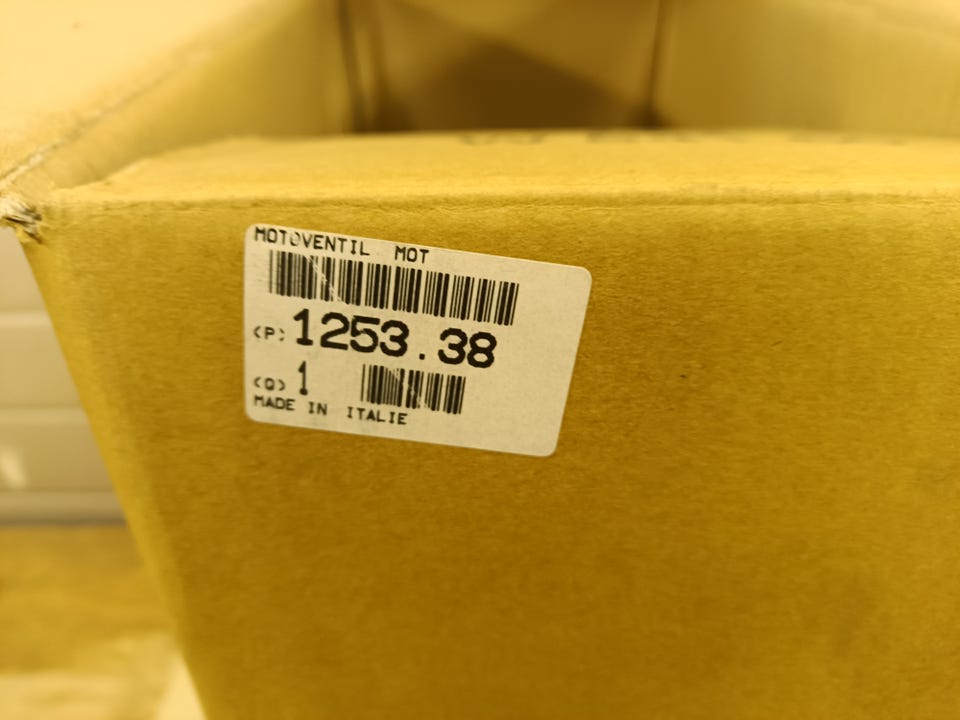 MOTOVENTIL MOT
(P) 1253.38
(Q) 1
MADE IN ITALIE